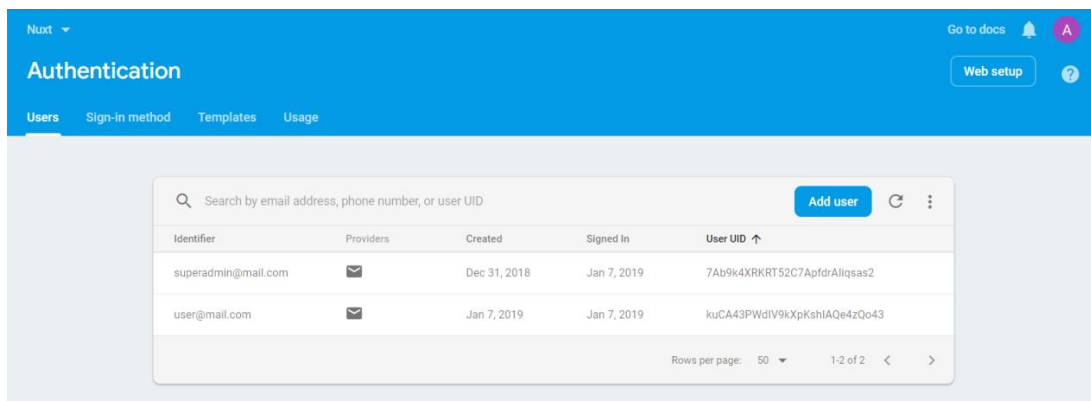 Nuxt
Go to docs
A
Authentication
Web setup
?
Users Sign-in method Templates Usage
Search by email address, phone number, or user UID
Add user
Identifier Providers Created Signed In User UID
superadmin@mail.com Dec 31, 2018 Jan 7, 2019 7Ab9k4XRKRT52C7ApfdrAliqsas2
user@mail.com Jan 7, 2019 Jan 7, 2019 kuCA43PWdlV9kXpKshlAQe4zQo43
Rows per page: 50 1-2 of 2